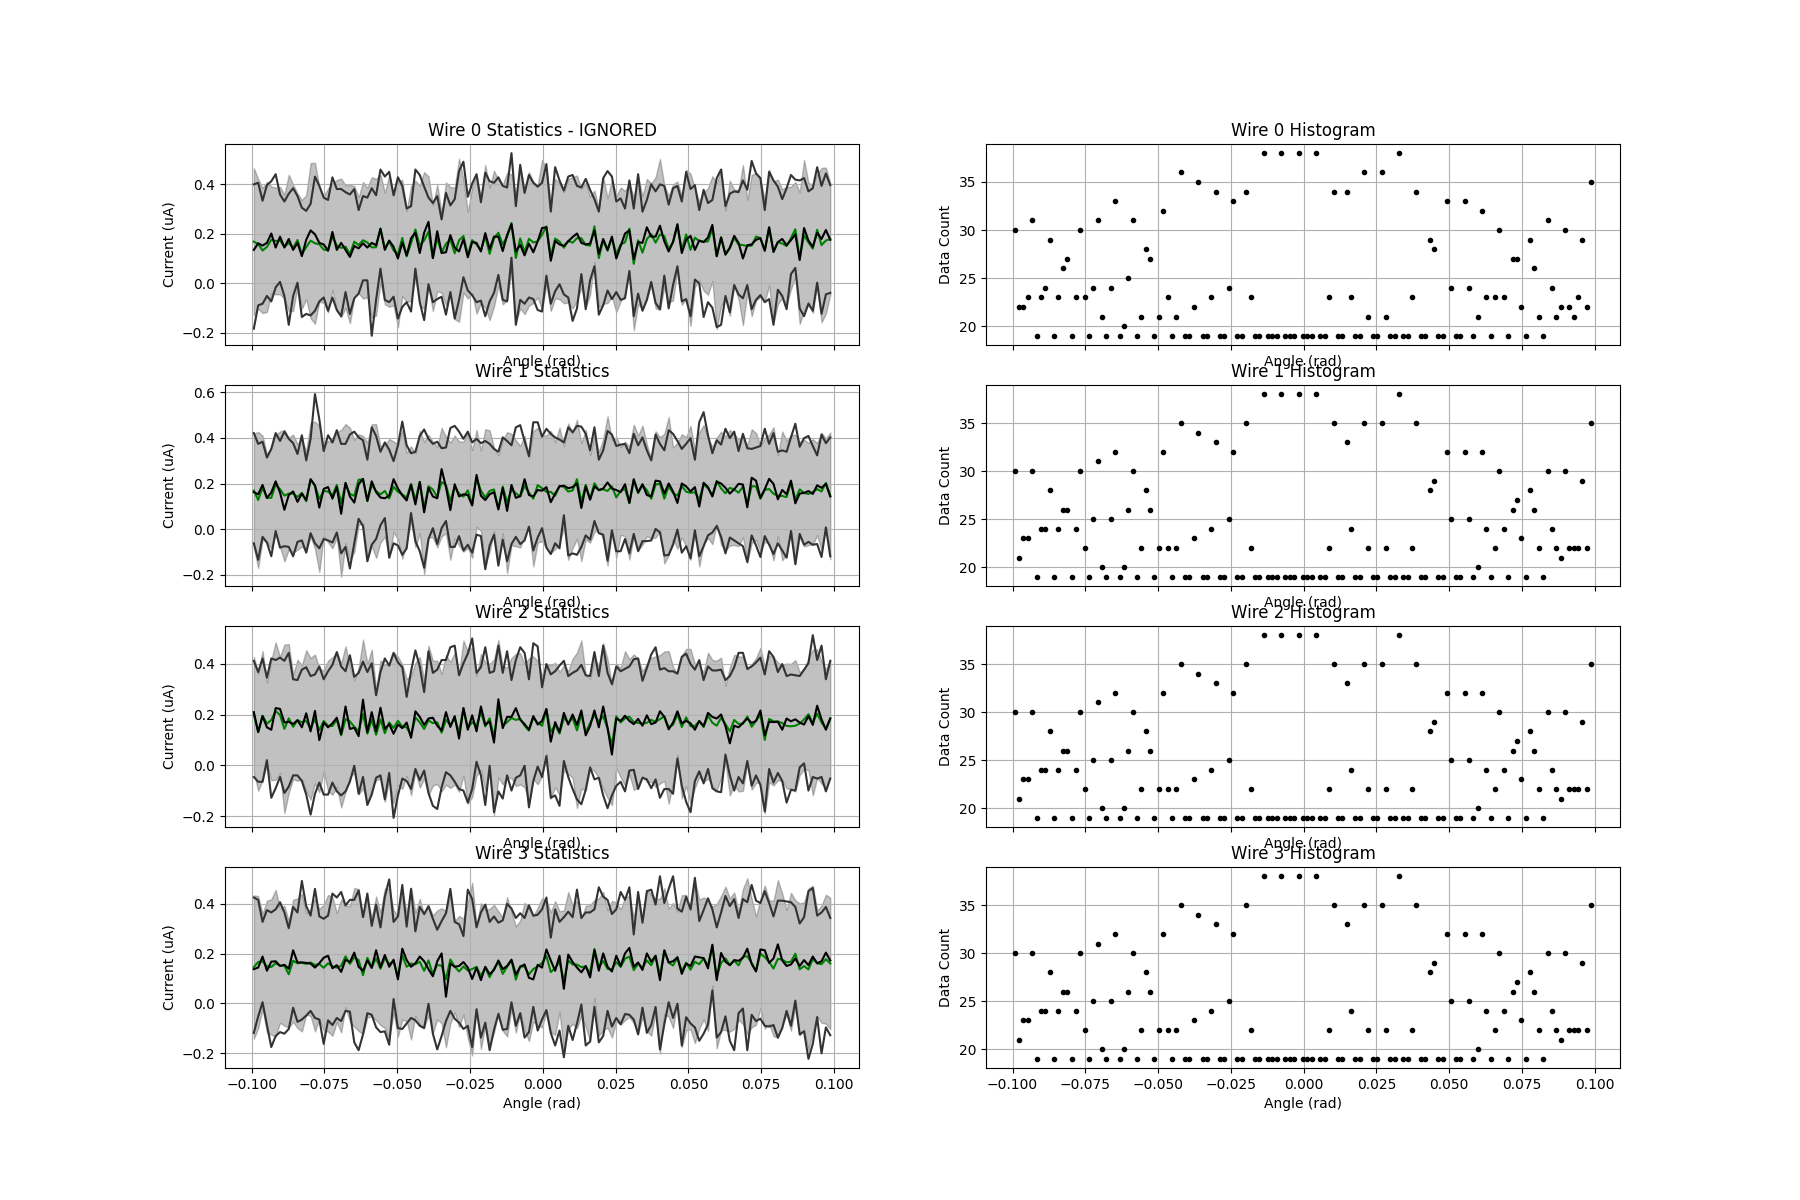 Wire 0 Statistics - IGNORED
Current (uA)
0.4
0.2
0.0
−0.2
Angle (rad)
Wire 0 Histogram
Data Count
35
30
25
20
Angle (rad)
Wire 1 Statistics
Current (uA)
0.6
0.4
0.2
0.0
−0.2
Angle (rad)
Wire 1 Histogram
Data Count
35
30
25
20
Angle (rad)
Wire 2 Statistics
Current (uA)
0.4
0.2
0.0
−0.2
Angle (rad)
Wire 2 Histogram
Data Count
35
30
25
20
Angle (rad)
Wire 3 Statistics
Current (uA)
0.4
0.2
0.0
−0.2
−0.100 −0.075 −0.050 −0.025 0.000 0.025 0.050 0.075 0.100
Angle (rad)
Wire 3 Histogram
Data Count
35
30
25
20
−0.100 −0.075 −0.050 −0.025 0.000 0.025 0.050 0.075 0.100
Angle (rad)